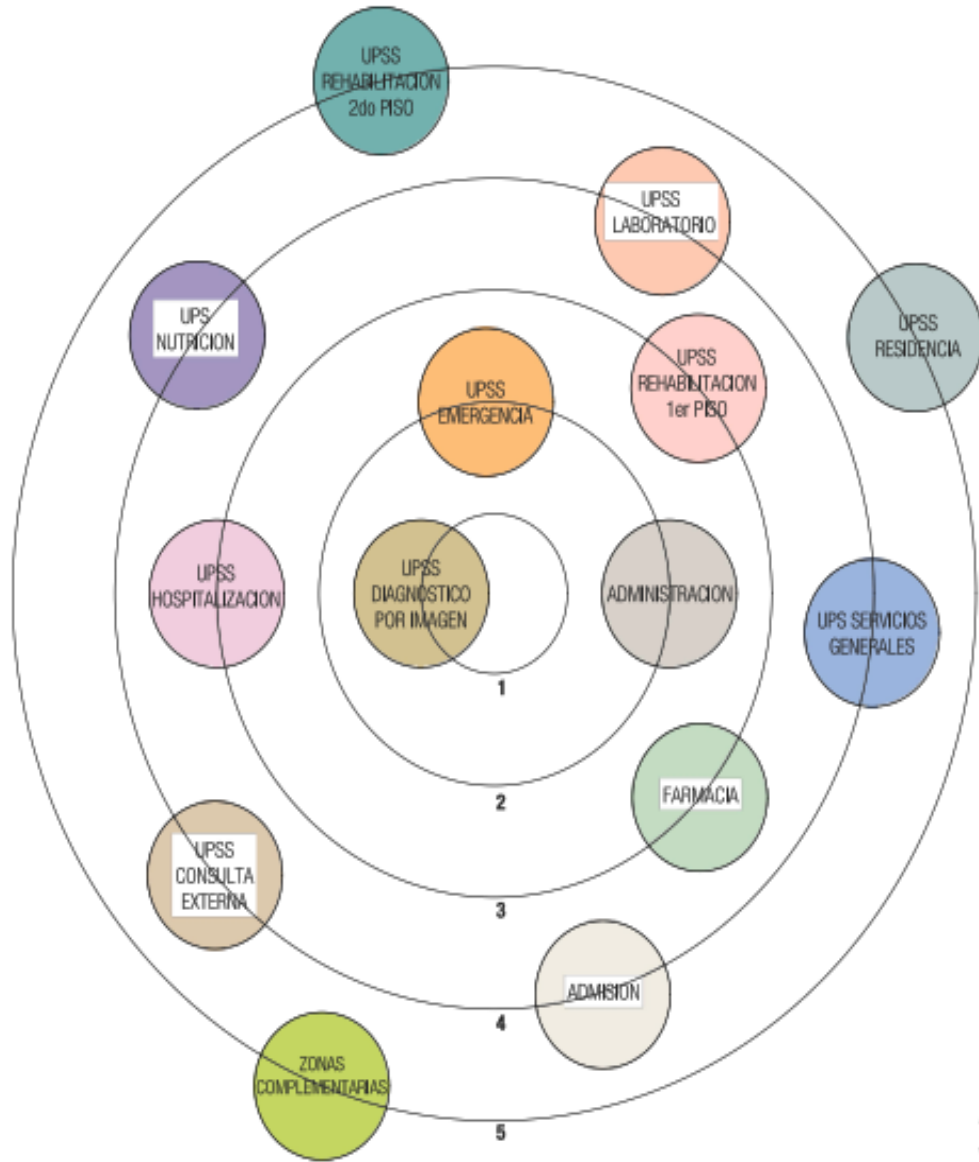 UPSS
REHABILITACION
2do PISO
UPSS
LABORATORIO
UPS
NUTRICION
UPSS
RESIDENCIA
UPSS
EMERGENCIA
UPSS
REHABILITACION
1er PISO
UPSS
HOSPITALIZACION
UPSS
DIAGNOSTICO
POR IMAGEN
ADMINISTRACION
UPS SERVICIOS
GENERALES
1
2
FARMACIA
UPSS
CONSULTA
EXTERNA
3
ADMISION
4
ZONAS
COMPLEMENTARIAS
5